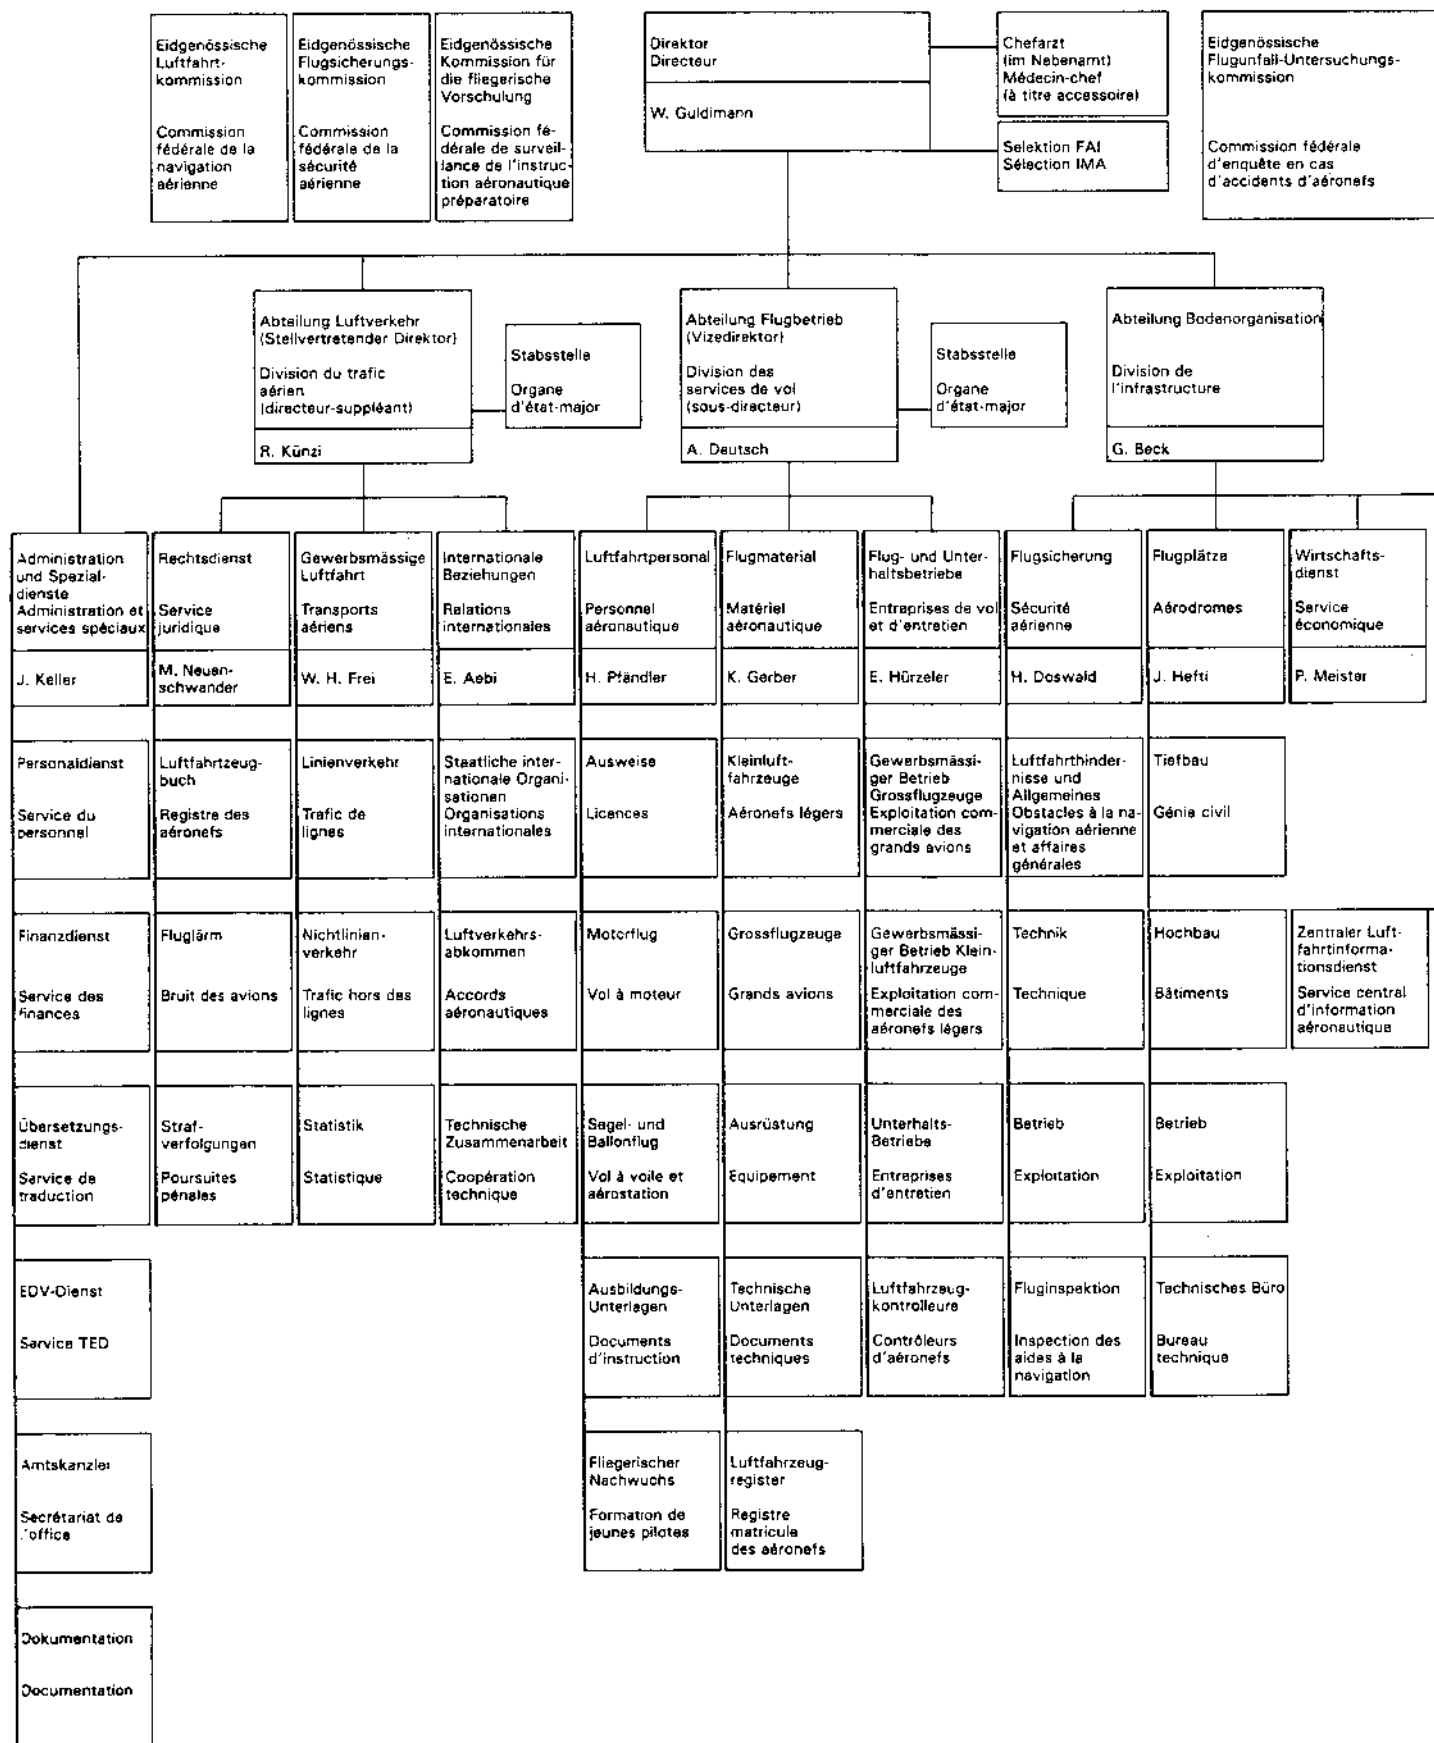 Eidgenössische
Luftfahrt-
kommission
Commission
fédérale de la
navigation
aérienne
Eidgenössische
Flugsicherungs-
kommission
Commission
fédérale de la
sécurité
aérienne
Eidgenössische
Kommission für
die fliegerische
Vorschulung
Commission fé-
dérale de surveil-
lance de l'instruc-
tion aéronautique
préparatoire
Direktor
Directeur
W. Guldimann
Chefarzt
(im Nebenamt)
Médecin-chef
(à titre accessoire)
Selektion FAI
Sélection IMA
Eidgenössische
Flugunfall-Untersuchungs-
kommission
Commission fédérale
d'enquête en cas
d'accidents d'aéronefs
Abteilung Luftverkehr
(Stellvertretender Direktor)
Division du trafic
aérien
(directeur-suppléant)
R. Künzi
Stabsstelle
Organe
d'état-major
Abteilung Flugbetrieb
(Vizedirektor)
Division des
services de vol
(sous-directeur)
A. Deutsch
Stabsstelle
Organe
d'état-major
Abteilung Bodenorganisation
Division de
l'infrastructure
G. Beck
Administration
und Spezial-
dienste
Administration et
services spéciaux
J. Keller
Rechtsdienst
Service
juridique
M. Neuen-
schwander
Gewerbsmässige
Luftfahrt
Transports
aériens
W. H. Frei
Internationale
Beziehungen
Relations
internationales
E. Aebi
Luftfahrtpersonal
Personnel
aéronautique
H. Pfändler
Flugmaterial
Matériel
aéronautique
K. Gerber
Flug- und Unter-
haltsbetriebe
Entreprises de vol
et d'entretien
E. Hürzeler
Flugsicherung
Sécurité
aérienne
H. Doswald
Flugplätze
Aérodromes
J. Hefti
Wirtschafts-
dienst
Service
économique
P. Meister
Personaldienst
Service du
personnel
Luftfahrtzeug-
buch
Registre des
aéronefs
Linienverkehr
Trafic de
lignes
Staatliche inter-
nationale Organi-
sationen
Organisations
internationales
Ausweise
Licences
Kleinluft-
fahrzeuge
Aéronefs légers
Gewerbsmässi-
ger Betrieb
Grossflugzeuge
Exploitation com-
merciale des
grands avions
Luftfahrthinder-
nisse und
Allgemeines
Obstacles à la na-
vigation aérienne
et affaires
générales
Tiefbau
Génie civil
Finanzdienst
Service des
finances
Fluglärm
Bruit des avions
Nichtlinien-
verkehr
Trafic hors des
lignes
Luftverkehrs-
abkommen
Accords
aéronautiques
Motorflug
Vol à moteur
Grossflugzeuge
Grands avions
Gewerbsmässi-
ger Betrieb Klein-
luftfahrzeuge
Exploitation com-
merciale des
aéronefs légers
Technik
Technique
Hochbau
Bâtiments
Zentraler Luft-
fahrtinforma-
tionsdienst
Service central
d'information
aéronautique
Übersetzungs-
dienst
Service de
traduction
Straf-
verfolgungen
Poursuites
pénales
Statistik
Statistique
Technische
Zusammenarbeit
Coopération
technique
Segel- und
Ballonflug
Vol à voile et
aérostation
Ausrüstung
Equipement
Unterhalts-
Betriebe
Entreprises
d'entretien
Betrieb
Exploitation
Betrieb
Exploitation
EDV-Dienst
Service TED
Ausbildungs-
Unterlagen
Documents
d'instruction
Technische
Unterlagen
Documents
techniques
Luftfahrzeug-
kontrolleure
Contrôleurs
d'aéronefs
Fluginspektion
Inspection des
aides à la
navigation
Technisches Büro
Bureau
technique
Amtskanzlei
Secrétariat de
l'office
Fliegerischer
Nachwuchs
Formation de
jeunes pilotes
Luftfahrzeug-
register
Registre
matricule
des aéronefs
Dokumentation
Documentation